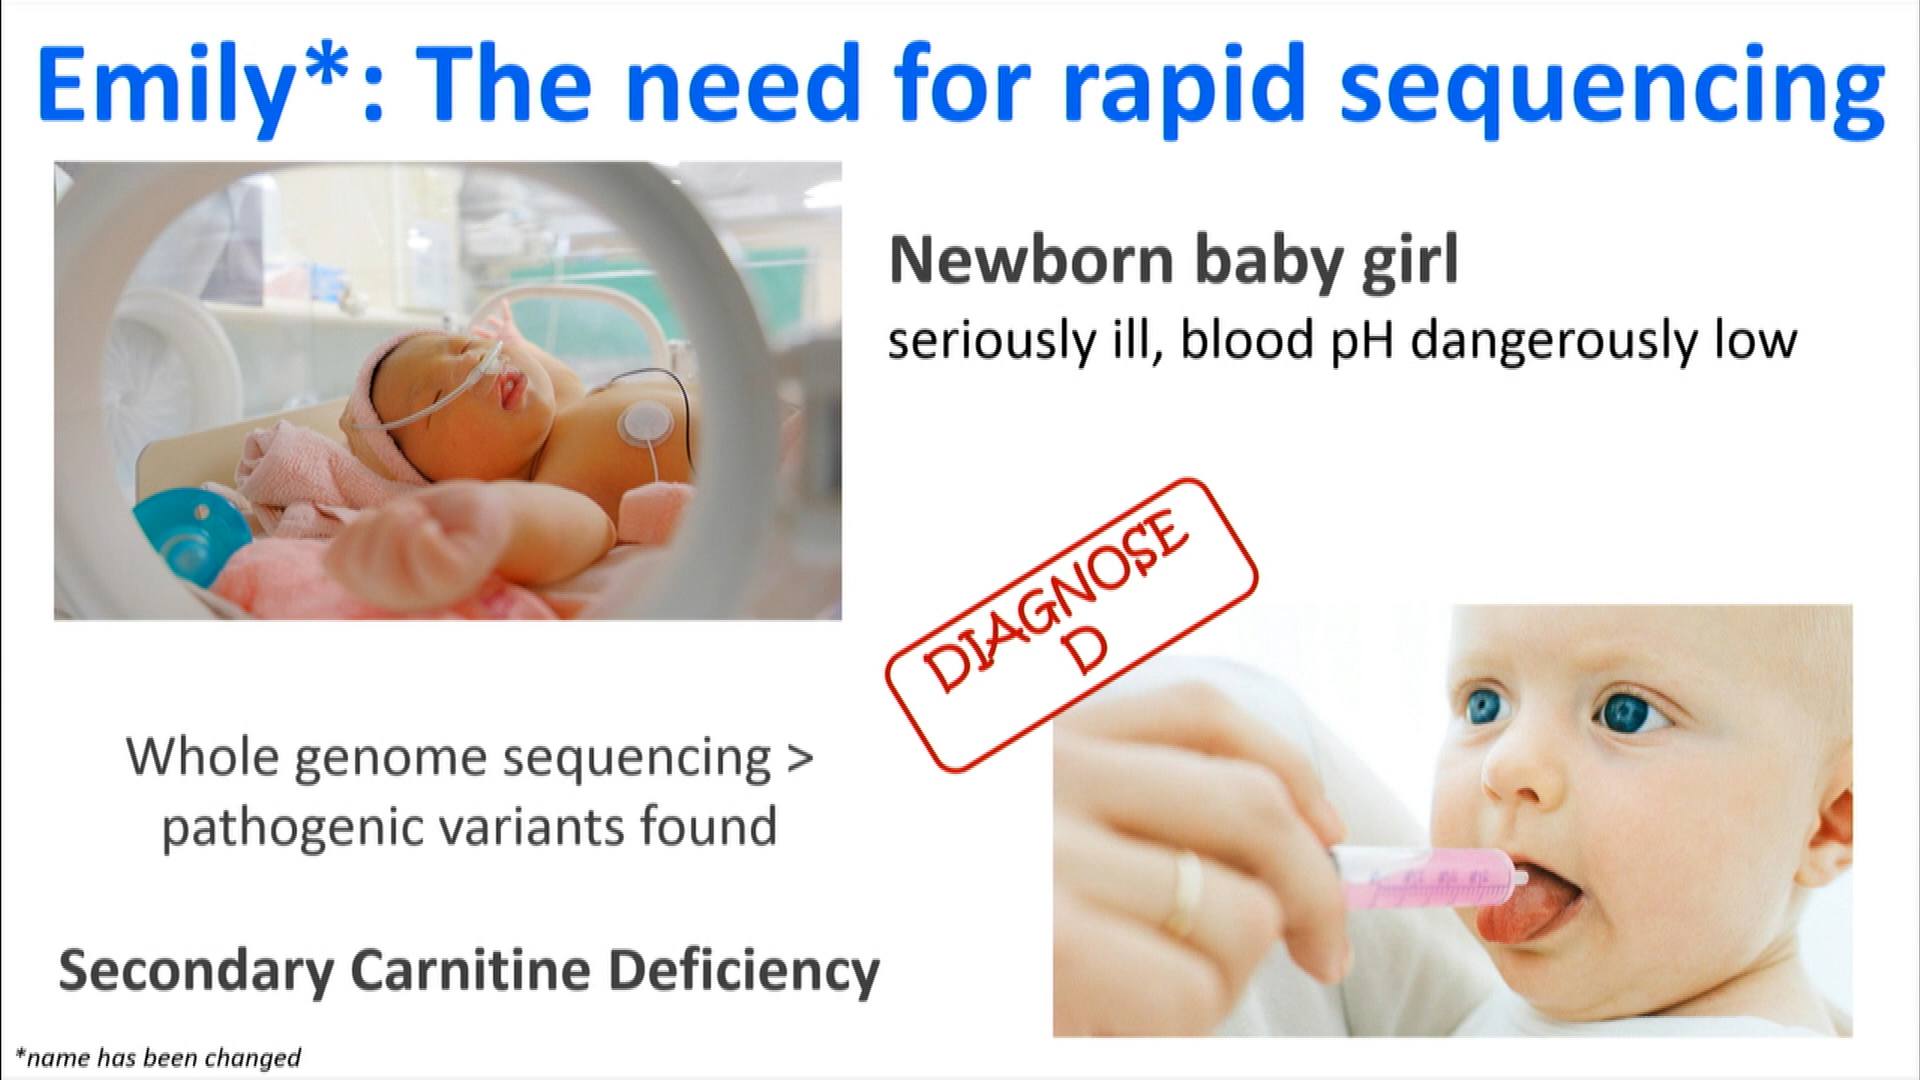 Emily*: The need for rapid sequencing
Newborn baby girl
seriously ill, blood pH dangerously low
DIAGNOSE
D
Whole genome sequencing >
pathogenic variants found
Secondary Carnitine Deficiency
*name has been changed